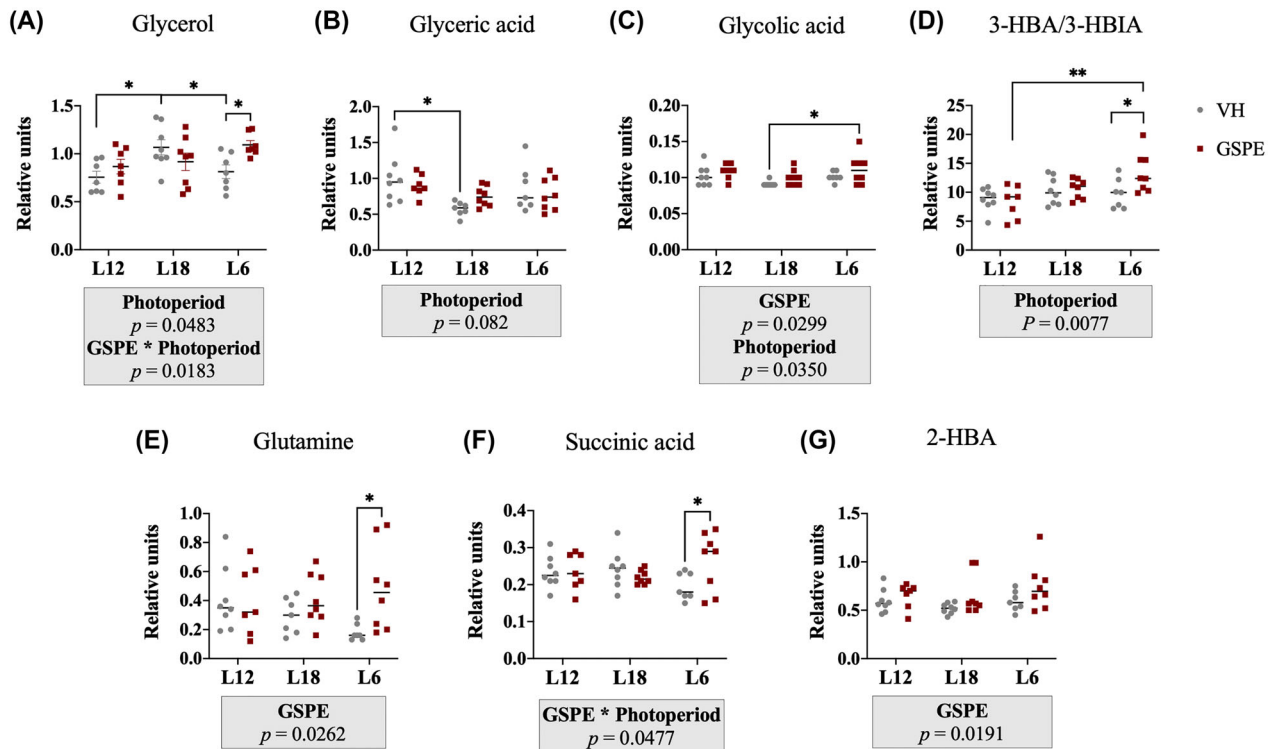 (A) Glycerol
Relative units
1.5
1.0
0.5
0.0
*
*
*
L12 L18 L6
Photoperiod
p = 0.0483
GSPE * Photoperiod
p = 0.0183
(B) Glyceric acid
Relative units
2.0
1.5
1.0
0.5
0.0
*
L12 L18 L6
Photoperiod
p = 0.082
(C) Glycolic acid
Relative units
0.20
0.15
0.10
0.05
0.00
*
L12 L18 L6
GSPE
p = 0.0299
Photoperiod
p = 0.0350
(D) 3-HBA/3-HBIA
Relative units
25
20
15
10
5
0
**
*
L12 L18 L6
Photoperiod
P = 0.0077
VH
GSPE
(E) Glutamine
Relative units
1.0
0.8
0.6
0.4
0.2
0.0
*
L12 L18 L6
GSPE
p = 0.0262
(F) Succinic acid
Relative units
0.4
0.3
0.2
0.1
0.0
*
L12 L18 L6
GSPE * Photoperiod
p = 0.0477
(G) 2-HBA
Relative units
1.5
1.0
0.5
0.0
L12 L18 L6
GSPE
p = 0.0191